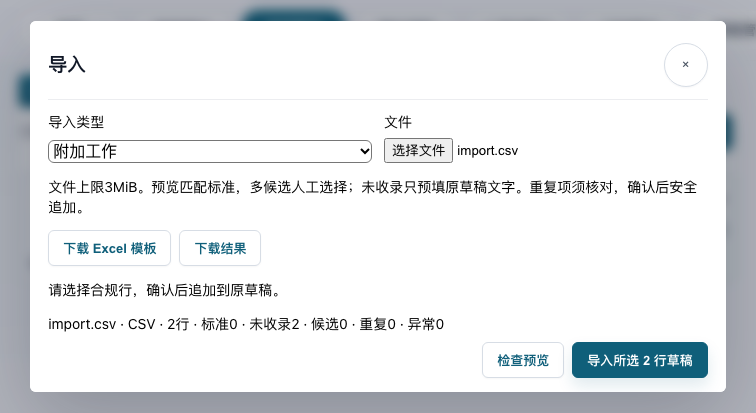 导入
×
导入类型
文件
附加工作
选择文件 import.csv
文件上限3MiB。预览匹配标准，多候选人工选择；未收录只预填原草稿文字。重复项须核对，确认后安全
追加。
下载 Excel 模板
下载结果
请选择合规行，确认后追加到原草稿。
import.csv · CSV · 2行 · 标准0 · 未收录2 · 候选0 · 重复0 · 异常0
检查预览
导入所选 2 行草稿